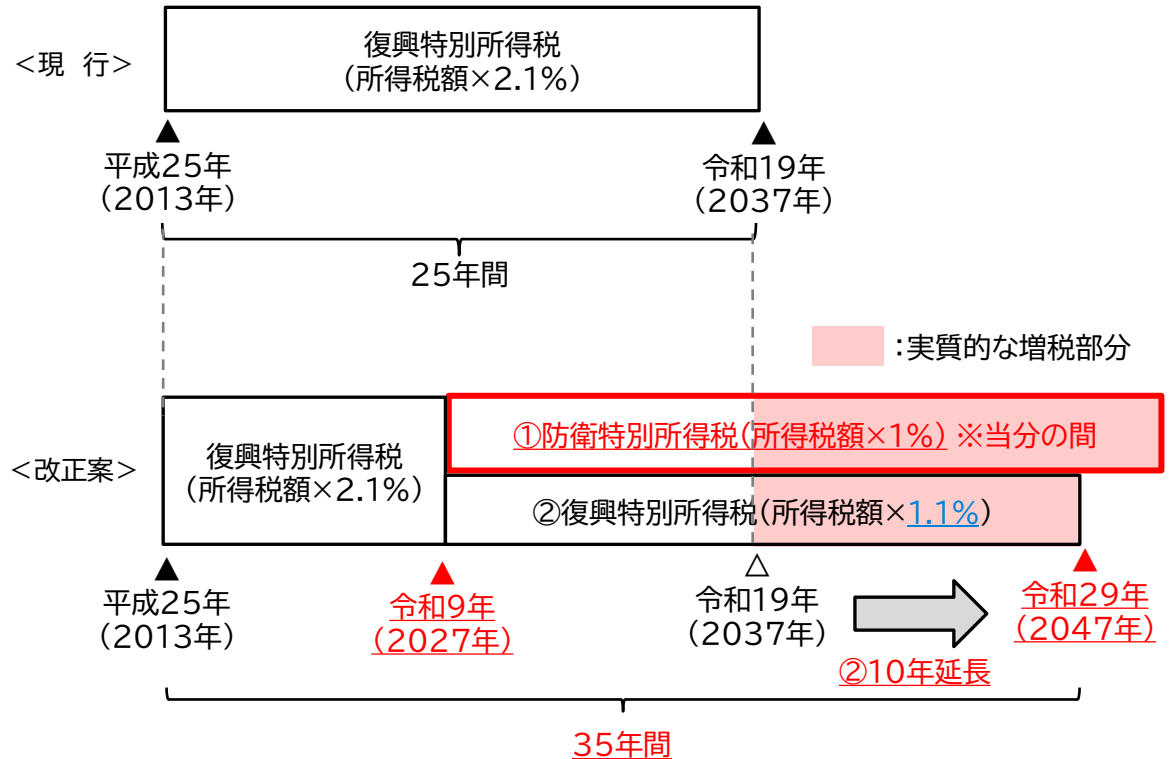 復興特別所得税
(所得税額×2.1%)
<現 行>
▲
平成25年
(2013年)
▲
令和19年
(2037年)
25年間
:実質的な増税部分
①防衛特別所得税(所得税額×1%) ※当分の間
<改正案>
復興特別所得税
(所得税額×2.1%)
②復興特別所得税(所得税額×1.1%)
▲
平成25年
(2013年)
▲
令和9年
(2027年)
△
令和19年
(2037年)
▲
令和29年
(2047年)
②10年延長
35年間